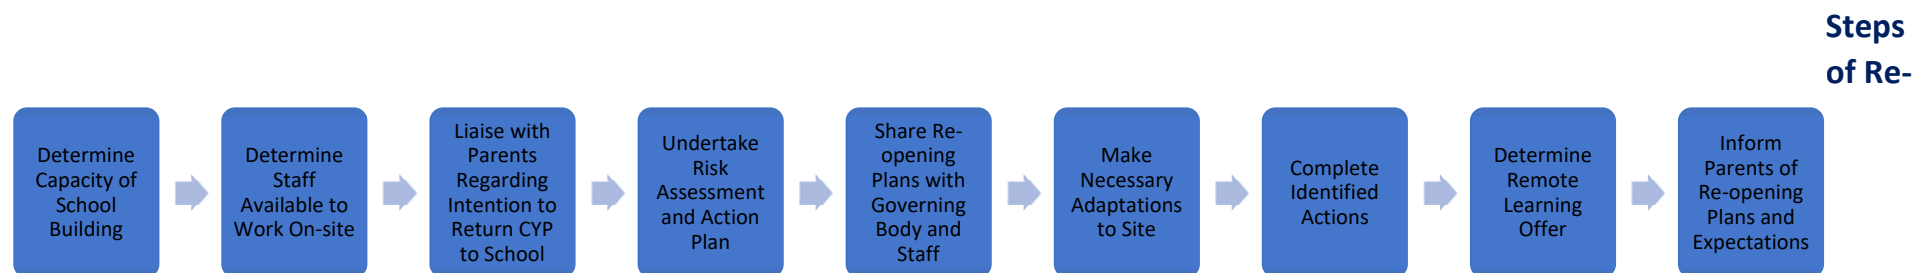 Steps
of Re-
Determine
Capacity of
School
Building
Determine
Staff
Available to
Work On-site
Liaise with
Parents
Regarding
Intention to
Return CYP
to School
Undertake
Risk
Assessment
and Action
Plan
Share Re-
opening
Plans with
Governing
Body and
Staff
Make
Necessary
Adaptations
to Site
Complete
Identified
Actions
Determine
Remote
Learning
Offer
Inform
Parents of
Re-opening
Plans and
Expectations